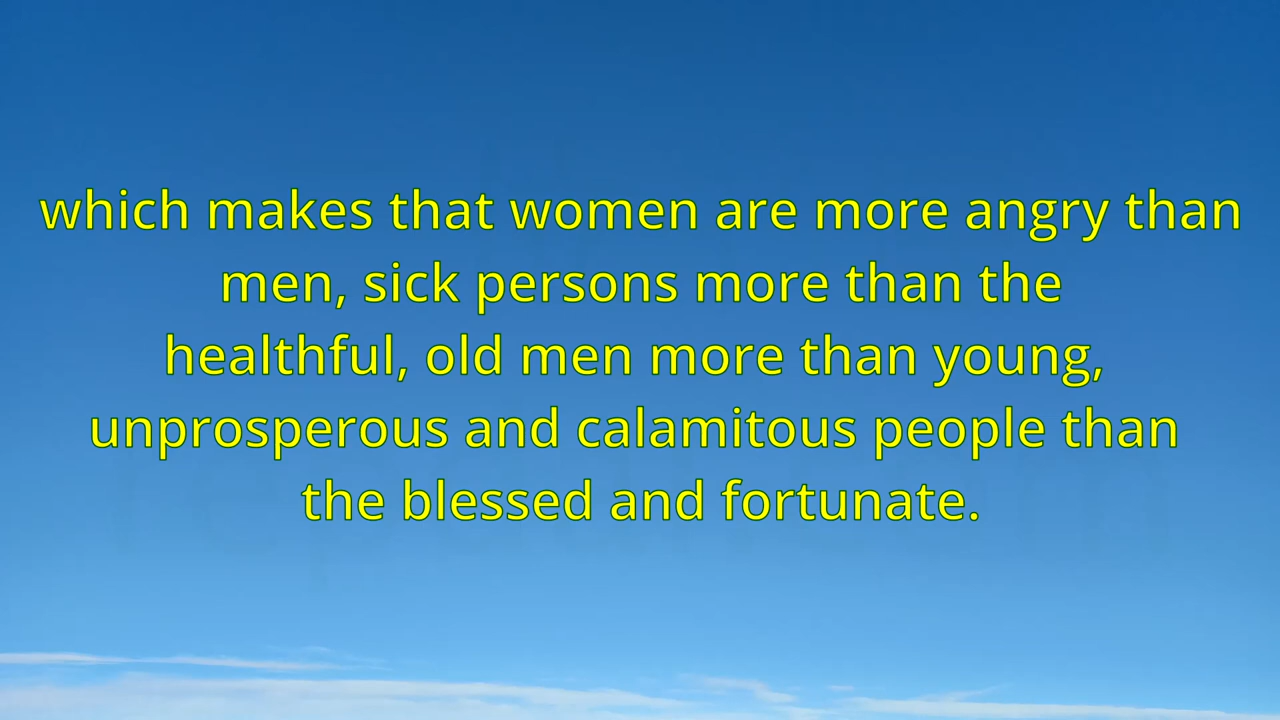 which makes that women are more angry than
men, sick persons more than the
healthful, old men more than young,
unprosperous and calamitous people than
the blessed and fortunate.